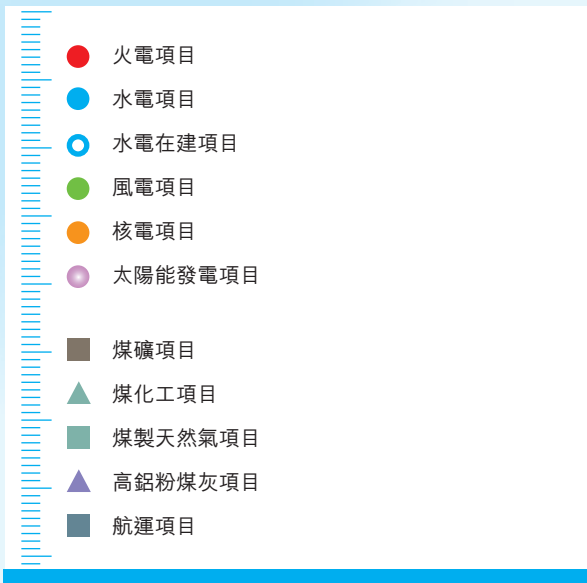 火電項目
水電項目
水電在建項目
風電項目
核電項目
太陽能發電項目
煤礦項目
煤化工項目
煤製天然氣項目
高鋁粉煤灰項目
航運項目